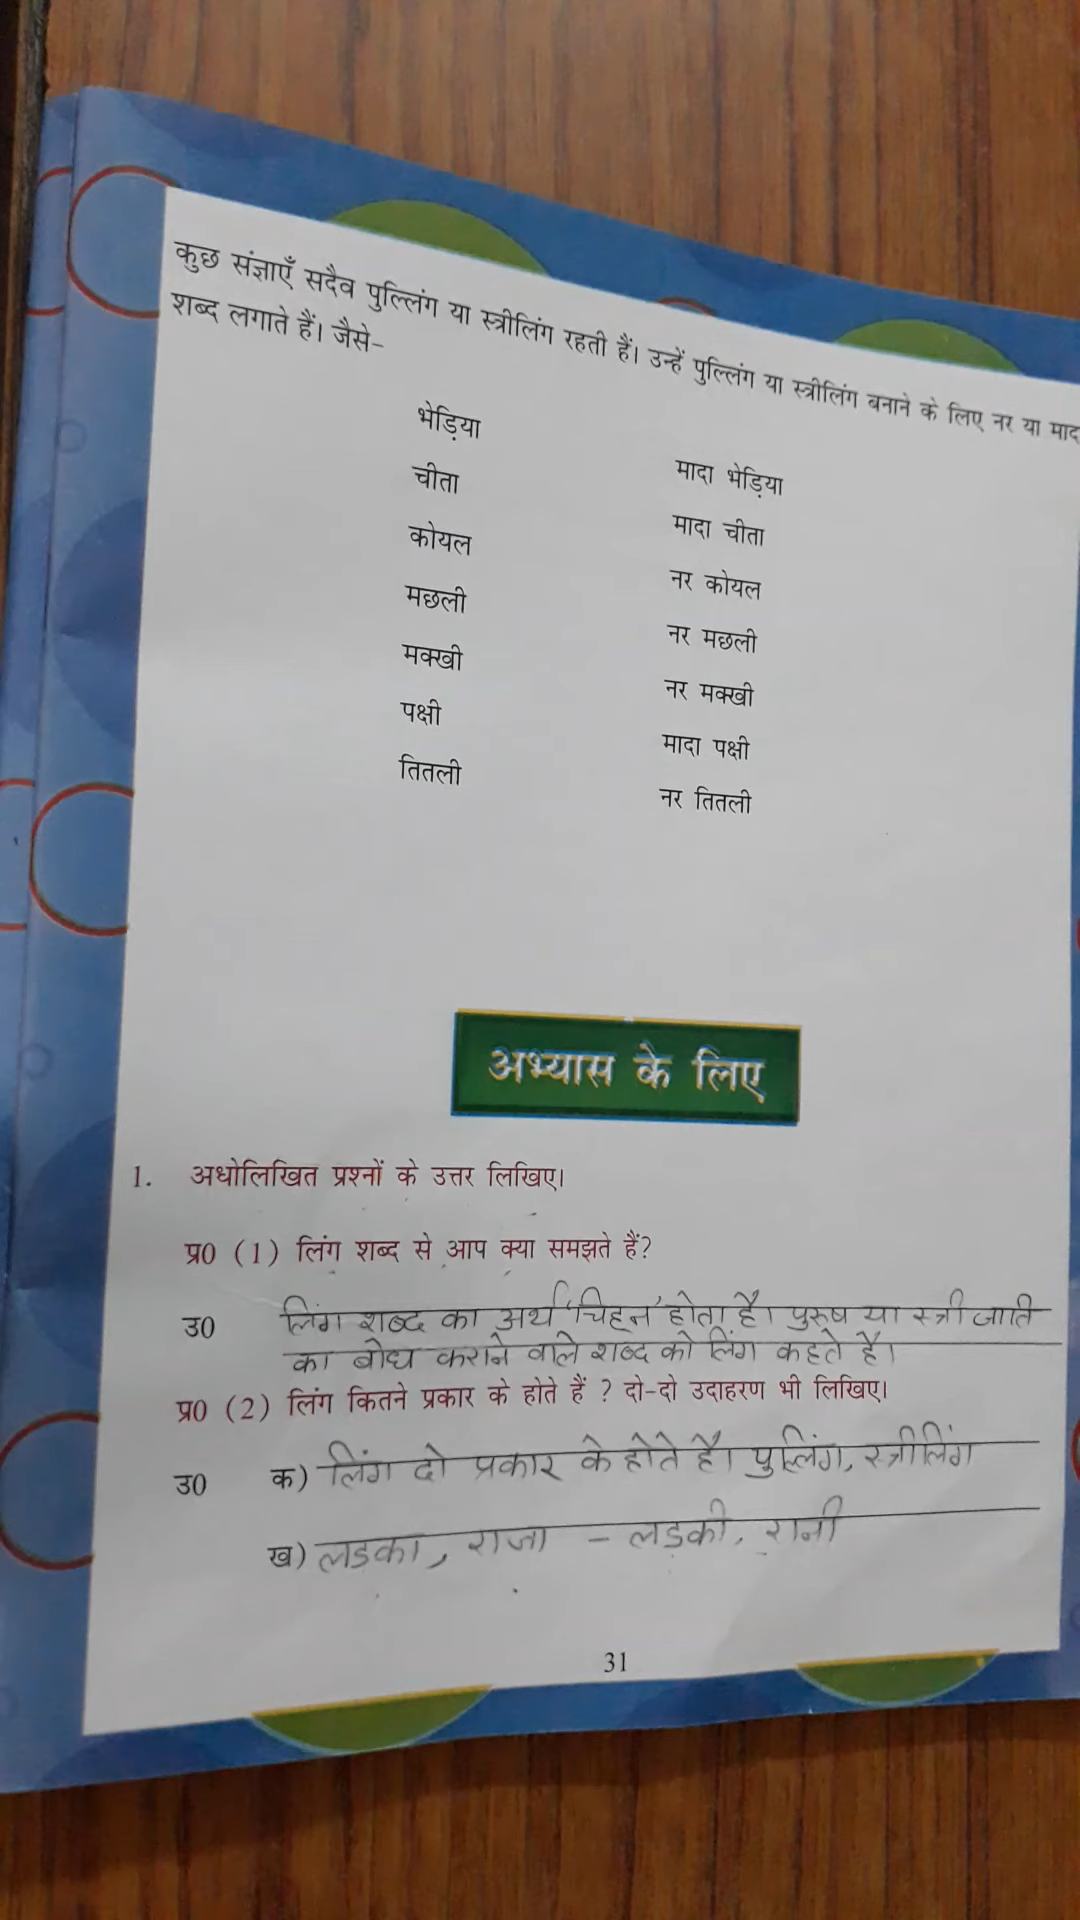 कुछ संज्ञाएँ सदैव पुल्लिंग या स्त्रीलिंग रहती हैं। उन्हें पुल्लिंग या स्त्रीलिंग बनाने के लिए नर या माद
शब्द लगाते हैं। जैसे-
भेड़िया मादा भेड़िया
चीता मादा चीता
कोयल नर कोयल
मछली नर मछली
मक्खी नर मक्खी
पक्षी मादा पक्षी
तितली नर तितली
अभ्यास के लिए
1. अधोलिखित प्रश्नों के उत्तर लिखिए।
प्र0 (1) लिंग शब्द से आप क्या समझते हैं?
उ0 लिंग शब्द का अर्थ 'चिह्न' होता है। पुरुष या स्त्री जाति
का बोध कराने वाले शब्द को लिंग कहते है।
प्र0 (2) लिंग कितने प्रकार के होते हैं ? दो-दो उदाहरण भी लिखिए।
उ0 क) लिंग दो प्रकार के होते है। पुल्लिंग, स्त्रीलिंग
ख) लड़का, राजा - लड़की, रानी
31